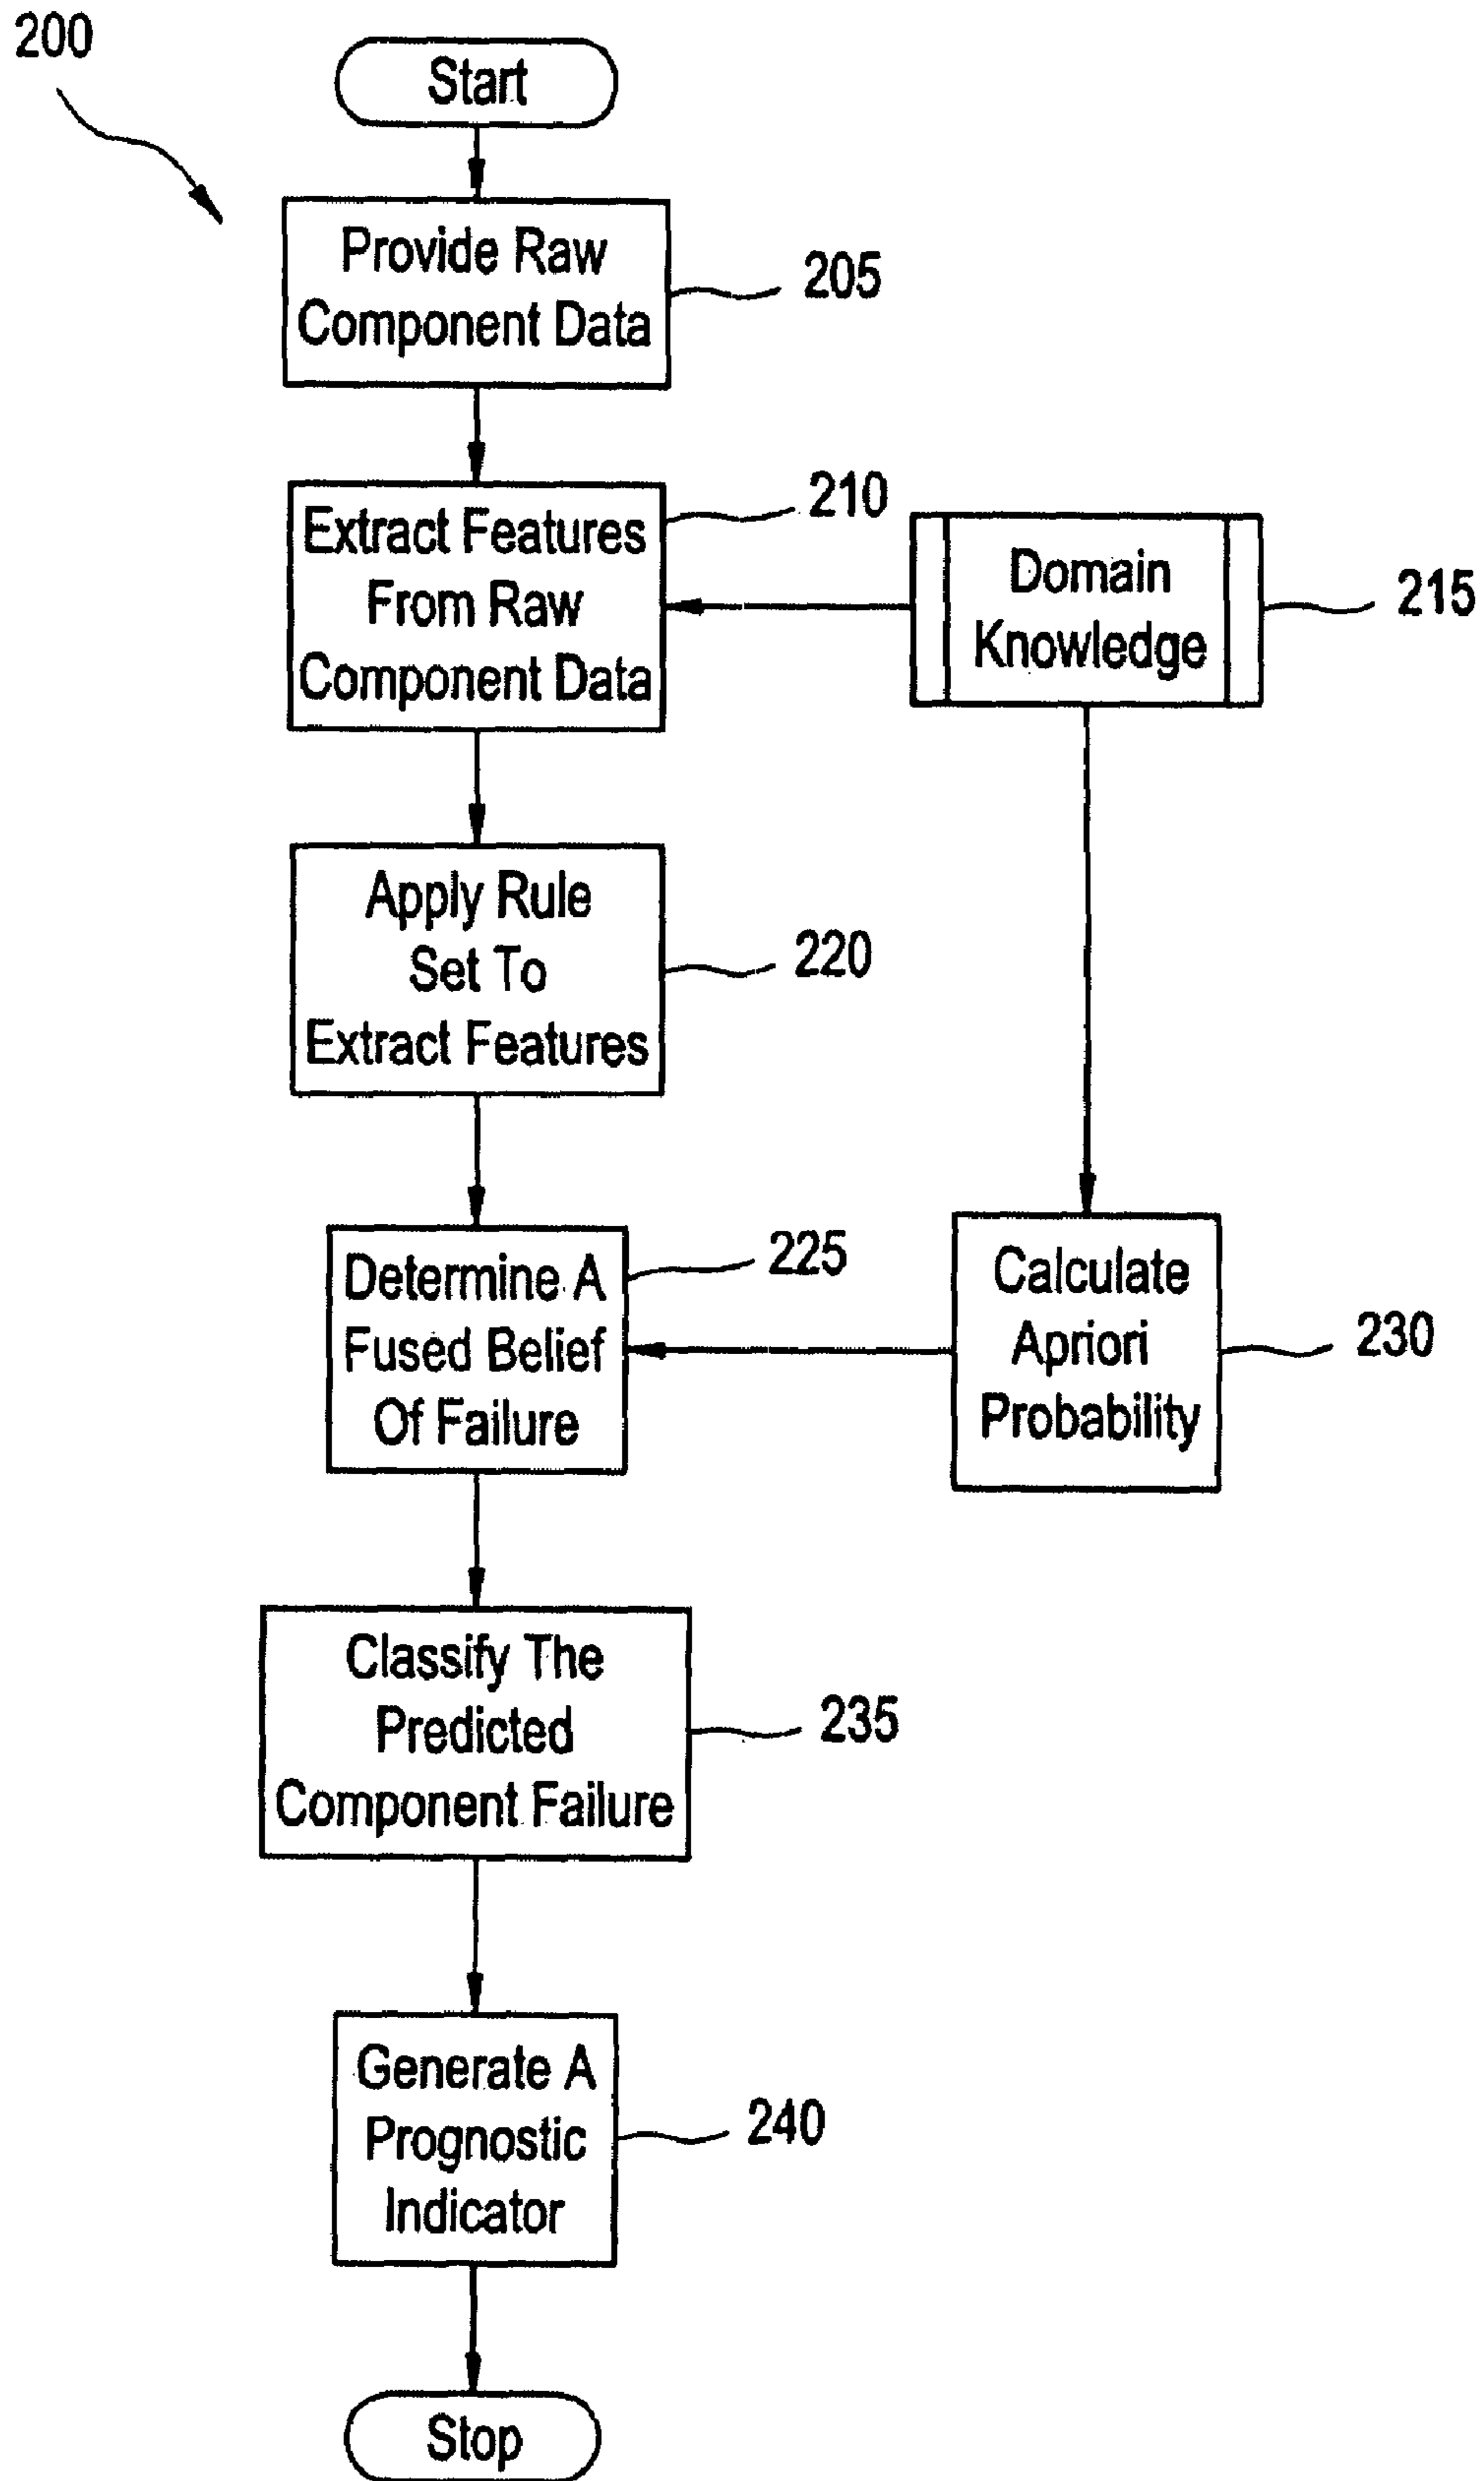 200
Start
Provide Raw
Component Data
205
Extract Features
From Raw
Component Data
210
Domain
Knowledge
215
Apply Rule
Set To
Extract Features
220
Determine A
Fused Belief
Of Failure
225
Calculate
Apriori
Probability
230
Classify The
Predicted
Component Failure
235
Generate A
Prognostic
Indicator
240
Stop